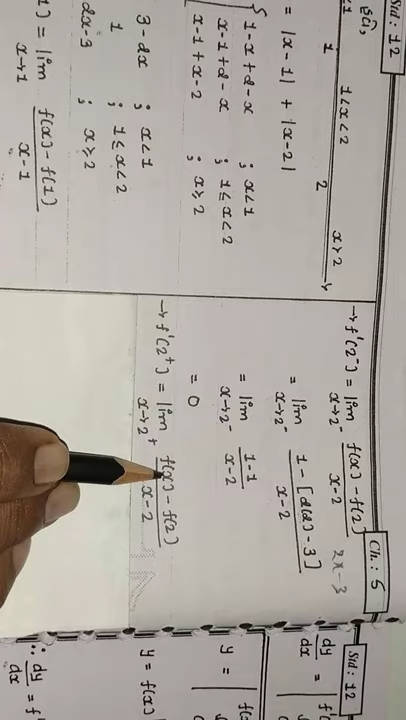 Std : 12
1 1<x<2 2 x>2
= |x-1| + |x-2|
{ 1-x+2-x ; x<1
x-1+2-x ; 1≤x<2
x-1+x-2 ; x≥2
3-2x ; x<1
1 ; 1≤x<2
2x-3 ; x≥2
1) = lim x→1 f(x) - f(1) / x-1
Ch : 5
→ f'(2⁻) = lim x→2⁻ f(x) - f(2) / x-2 2x-3
= lim x→2⁻ 1 - [2(2) - 3] / x-2
= lim x→2⁻ 1-1 / x-2
= 0
→ f'(2⁺) = lim x→2⁺ f(x) - f(2) / x-2
Std : 12
dy/dx =
y =
y = f(x)
∴ dy/dx = f